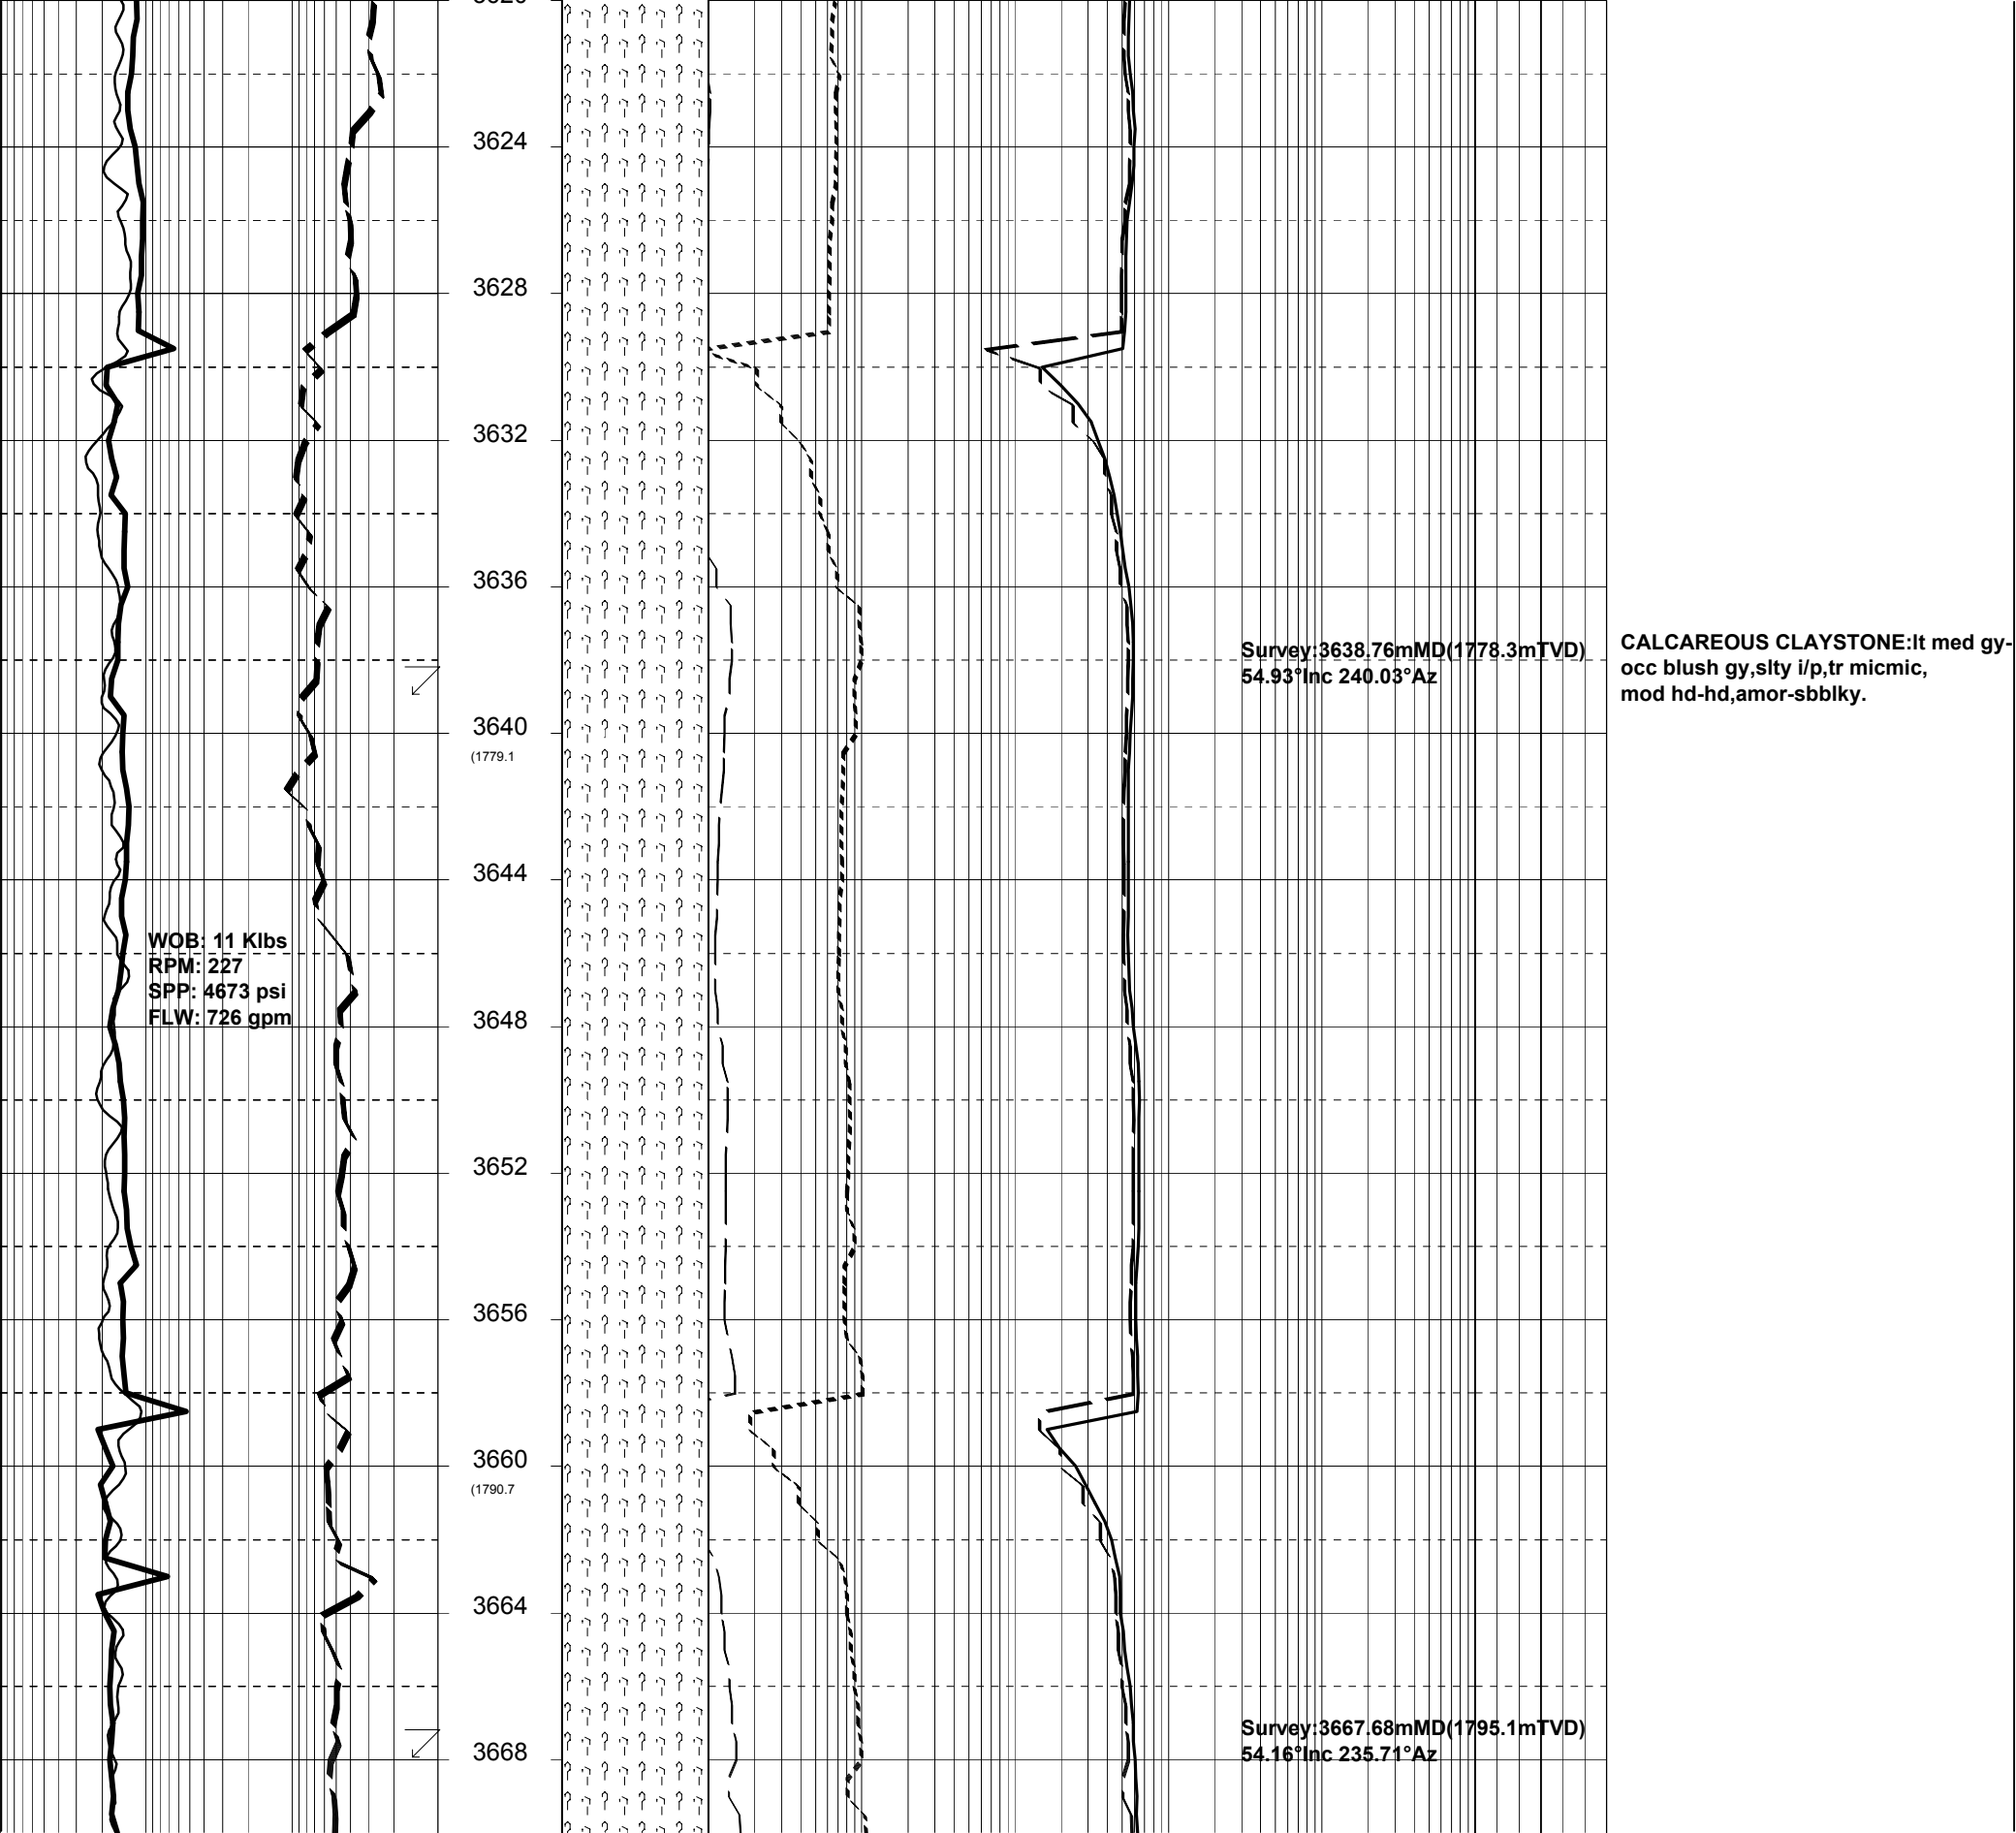 3624
3628
3632
3636
Survey:3638.76mMD(1778.3mTVD)
54.93°Inc 240.03°Az
CALCAREOUS CLAYSTONE:lt med gy-
occ blush gy,slty i/p,tr micmic,
mod hd-hd,amor-sbblky.
3640
(1779.1
3644
WOB: 11 Klbs
RPM: 227
SPP: 4673 psi
FLW: 726 gpm
3648
3652
3656
3660
(1790.7
3664
Survey:3667.68mMD(1795.1mTVD)
54.16°Inc 235.71°Az
3668